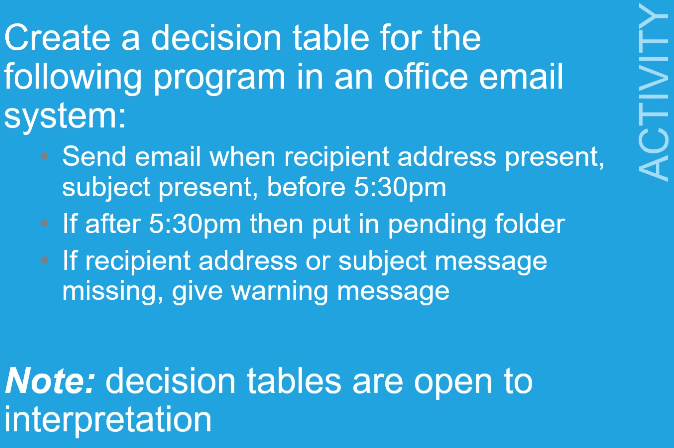 Create a decision table for the
following program in an office email
system:
• Send email when recipient address present,
subject present, before 5:30pm
• If after 5:30pm then put in pending folder
• If recipient address or subject message
missing, give warning message
Note: decision tables are open to
interpretation
ACTIVITY